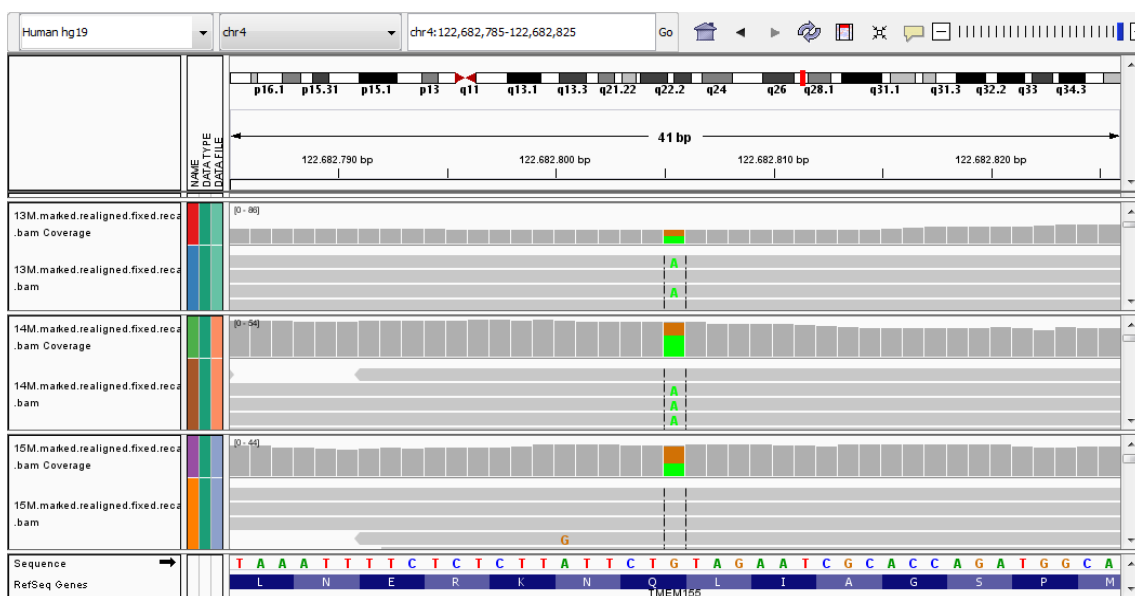 Human hg19 chr4 chr4:122,682,785-122,682,825 Go
p16.1 p15.31 p15.1 p13 q11 q13.1 q13.3 q21.22 q22.2 q24 q26 q28.1 q31.1 q31.3 q32.2 q33 q34.3
41 bp
122.682.790 bp 122.682.800 bp 122.682.810 bp 122.682.820 bp
NAME
DATA TYPE
DATA FILE
13M.marked.realigned.fixed.reca
.bam Coverage
[0 - 86]
13M.marked.realigned.fixed.reca
.bam
A
A
14M.marked.realigned.fixed.reca
.bam Coverage
[0 - 54]
14M.marked.realigned.fixed.reca
.bam
A
A
A
15M.marked.realigned.fixed.reca
.bam Coverage
[0 - 44]
15M.marked.realigned.fixed.reca
.bam
G
Sequence T A A A T T T C T C T C T T A T T C T G T A G A A T C G C A C C A G A T G G C A
RefSeq Genes L N E R K N Q L I A G S P M
TMEM155